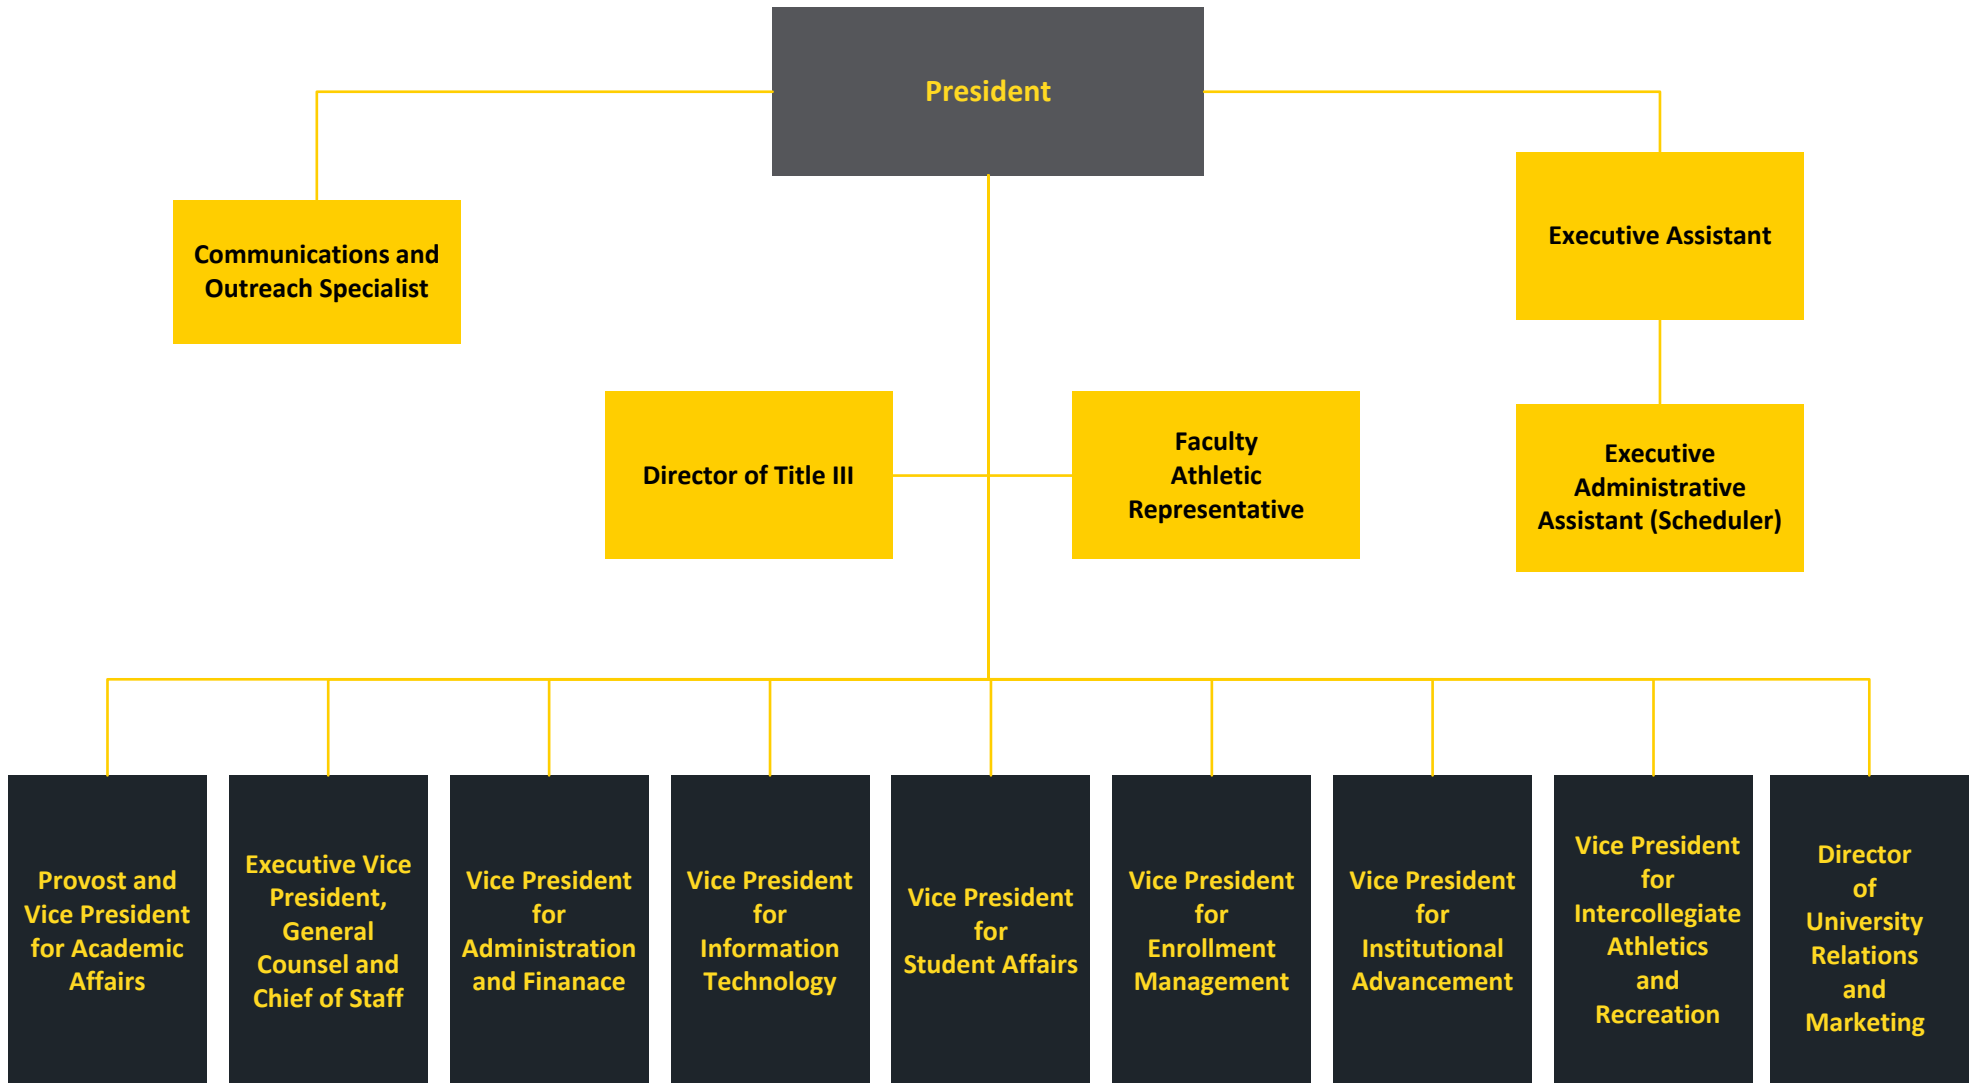 President
Communications and
Outreach Specialist
Executive Assistant
Director of Title III
Faculty
Athletic
Representative
Executive
Administrative
Assistant (Scheduler)
Provost and
Vice President
for Academic
Affairs
Executive Vice
President,
General
Counsel and
Chief of Staff
Vice President
for
Administration
and Finanace
Vice President
for
Information
Technology
Vice President
for
Student Affairs
Vice President
for
Enrollment
Management
Vice President
for
Institutional
Advancement
Vice President
for
Intercollegiate
Athletics
and
Recreation
Director
of
University
Relations
and
Marketing